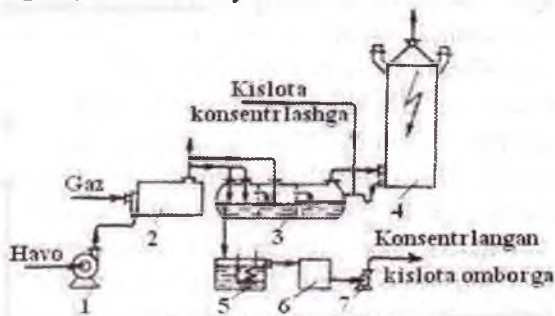 Kislota
konsentrlashga
Gaz
2
3
4
Havo
1
5
6
7
Konsentrlangan
kislota omborga